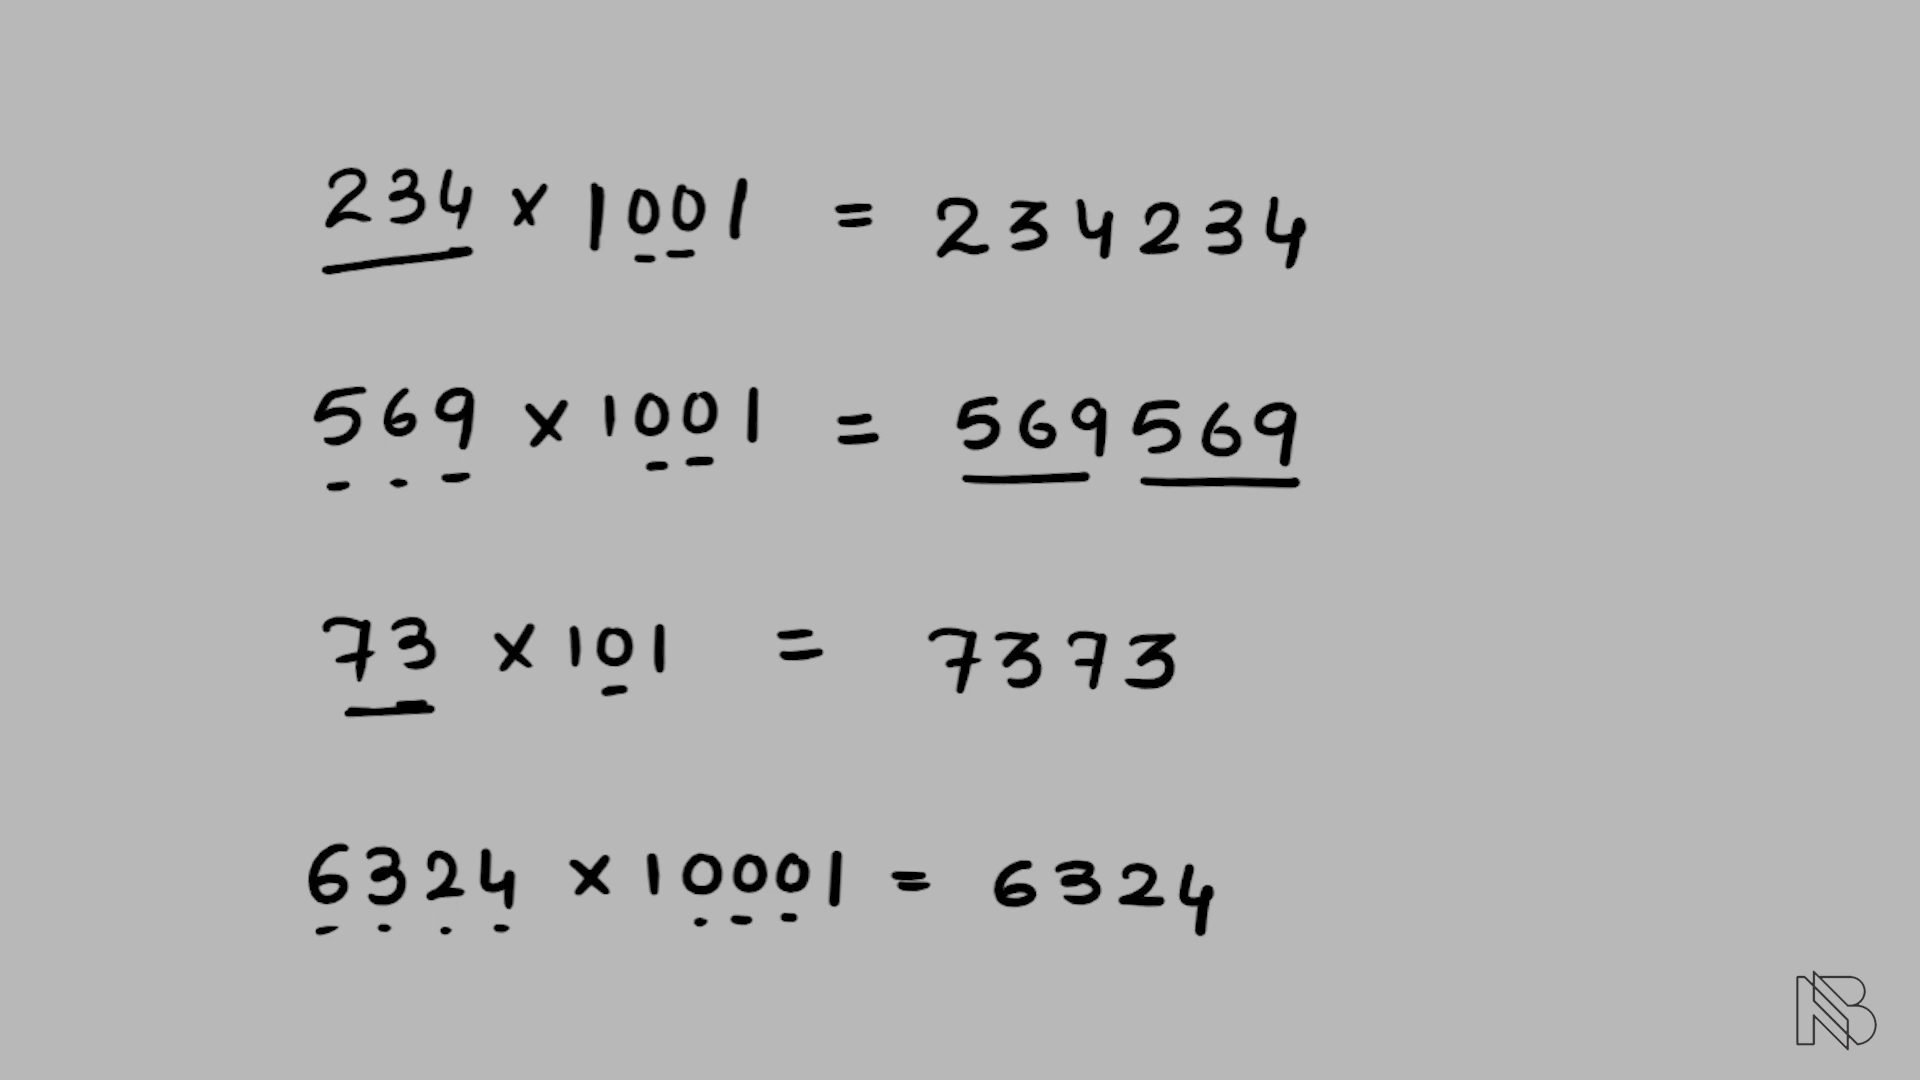 234 x 1001 = 234234
569 x 1001 = 569569
73 x 101 = 7373
6324 x 10001 = 6324